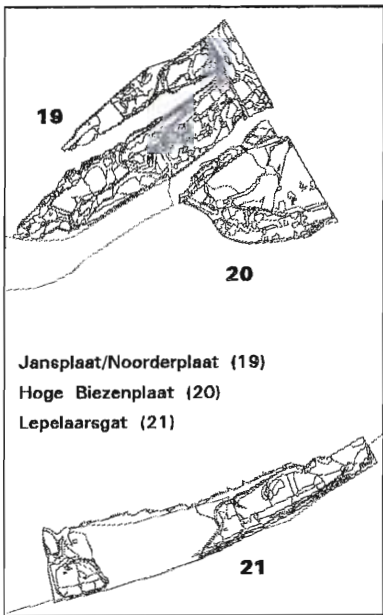 19
20
Jansplaat/Noorderplaat (19)
Hoge Biezenplaat (20)
Lepelaarsgat (21)
21